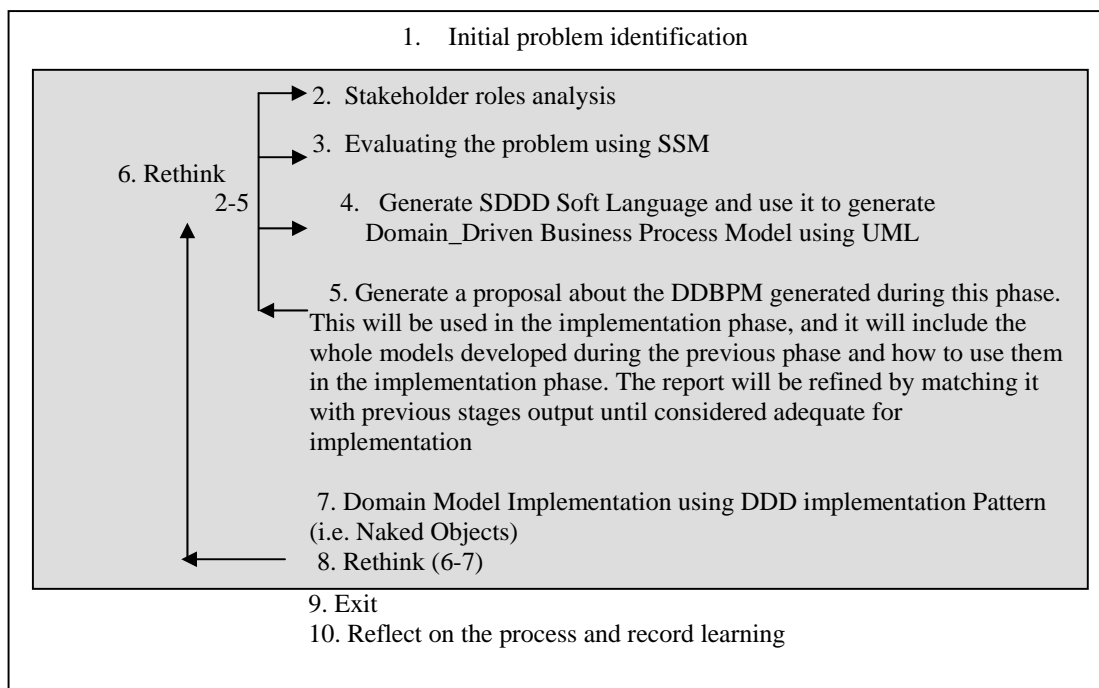 1. Initial problem identification
2. Stakeholder roles analysis
3. Evaluating the problem using SSM
6. Rethink
2-5
4. Generate SDDD Soft Language and use it to generate
Domain_Driven Business Process Model using UML
5. Generate a proposal about the DDBPM generated during this phase.
This will be used in the implementation phase, and it will include the
whole models developed during the previous phase and how to use them
in the implementation phase. The report will be refined by matching it
with previous stages output until considered adequate for
implementation
7. Domain Model Implementation using DDD implementation Pattern
(i.e. Naked Objects)
8. Rethink (6-7)
9. Exit
10. Reflect on the process and record learning